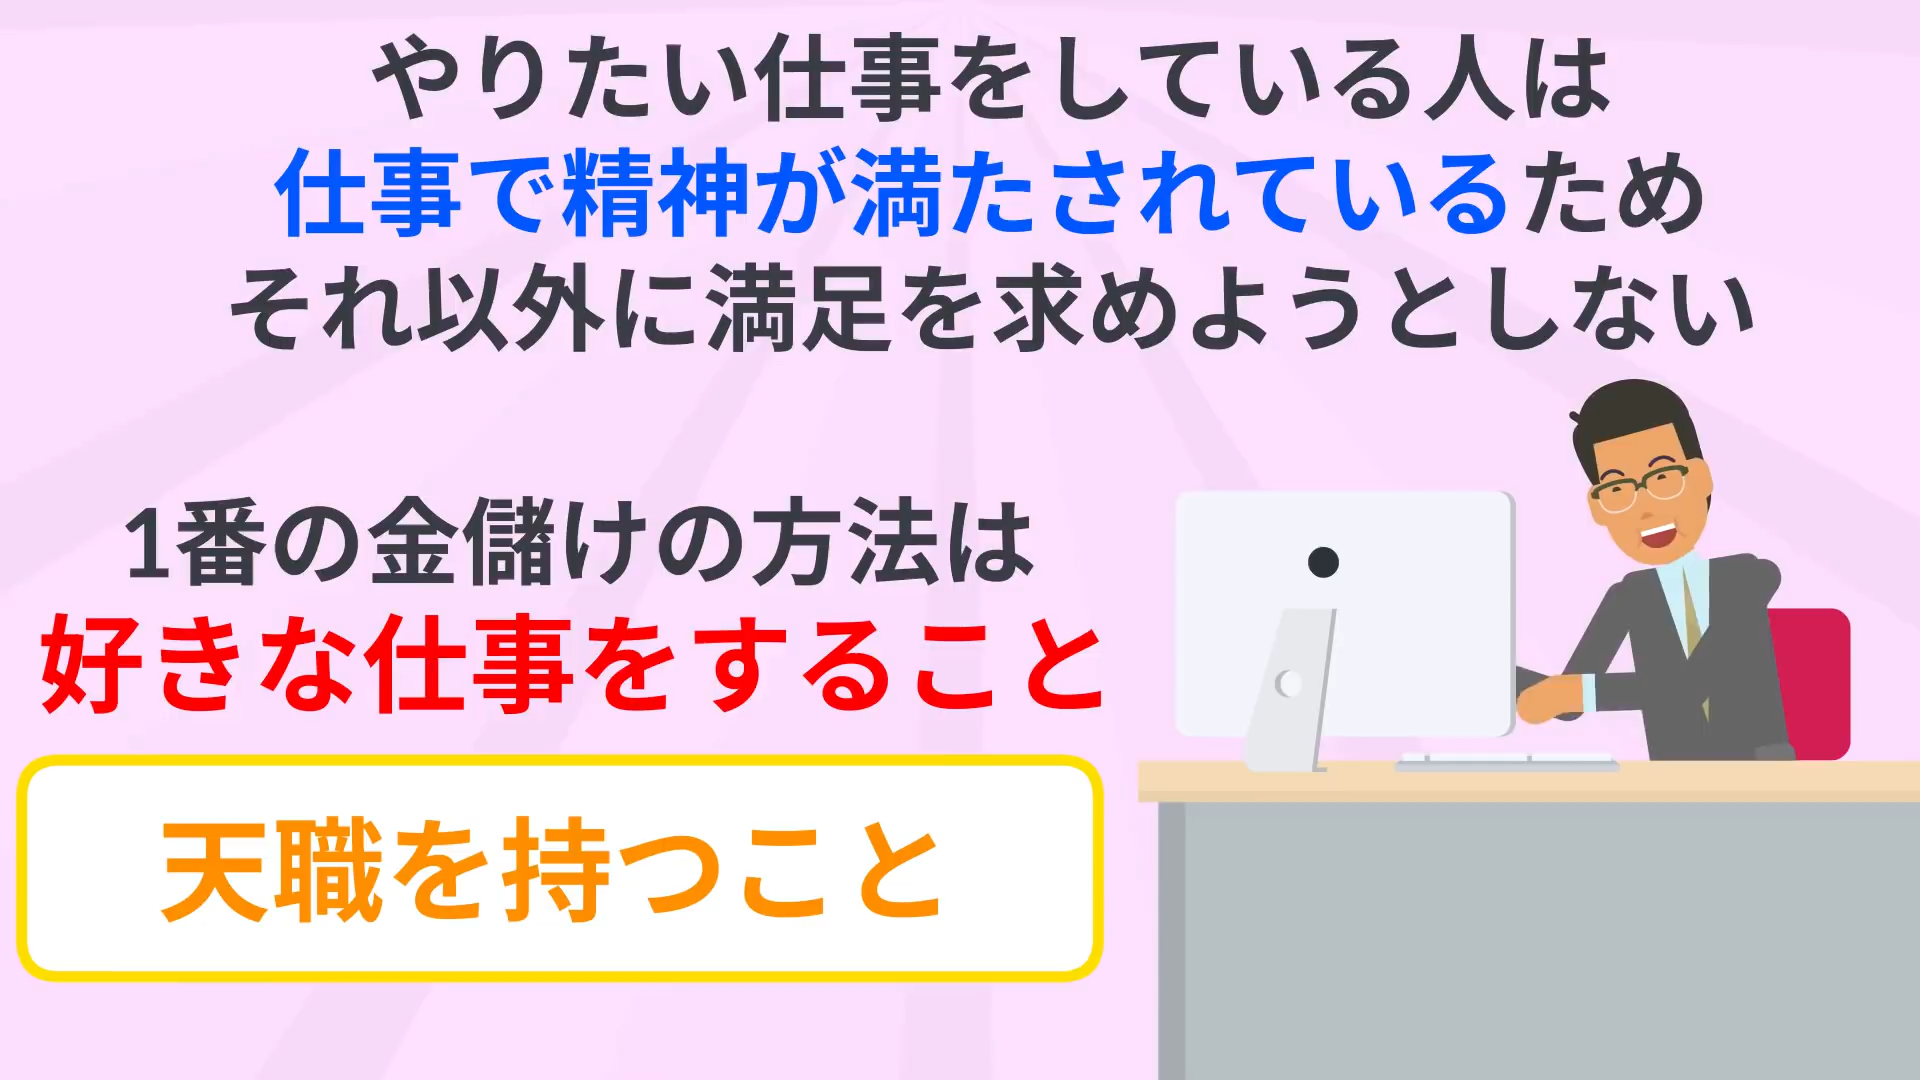 やりたい仕事をしている人は
仕事で精神が満たされているため
それ以外に満足を求めようとしない
1番の金儲けの方法は
好きな仕事をすること
天職を持つこと